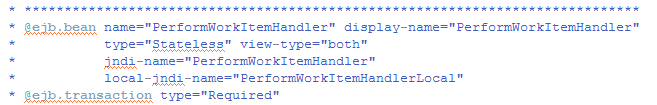 * *****************************************************************************
* @ejb.bean name="PerformWorkItemHandler" display-name="PerformWorkItemHandler"
* type="Stateless" view-type="both"
* jndi-name="PerformWorkItemHandler"
* local-jndi-name="PerformWorkItemHandlerLocal"
* @ejb.transaction type="Required"